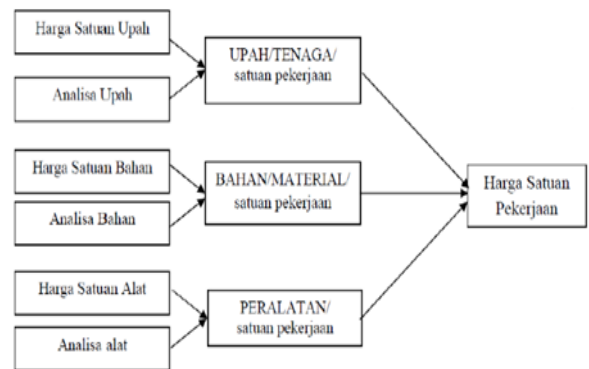 Harga Satuan Upah
Analisa Upah
UPAH/TENAGA/
satuan pekerjaan
Harga Satuan Bahan
Analisa Bahan
BAHAN/MATERIAL/
satuan pekerjaan
Harga Satuan Alat
Analisa alat
PERALATAN/
satuan pekerjaan
Harga Satuan
Pekerjaan